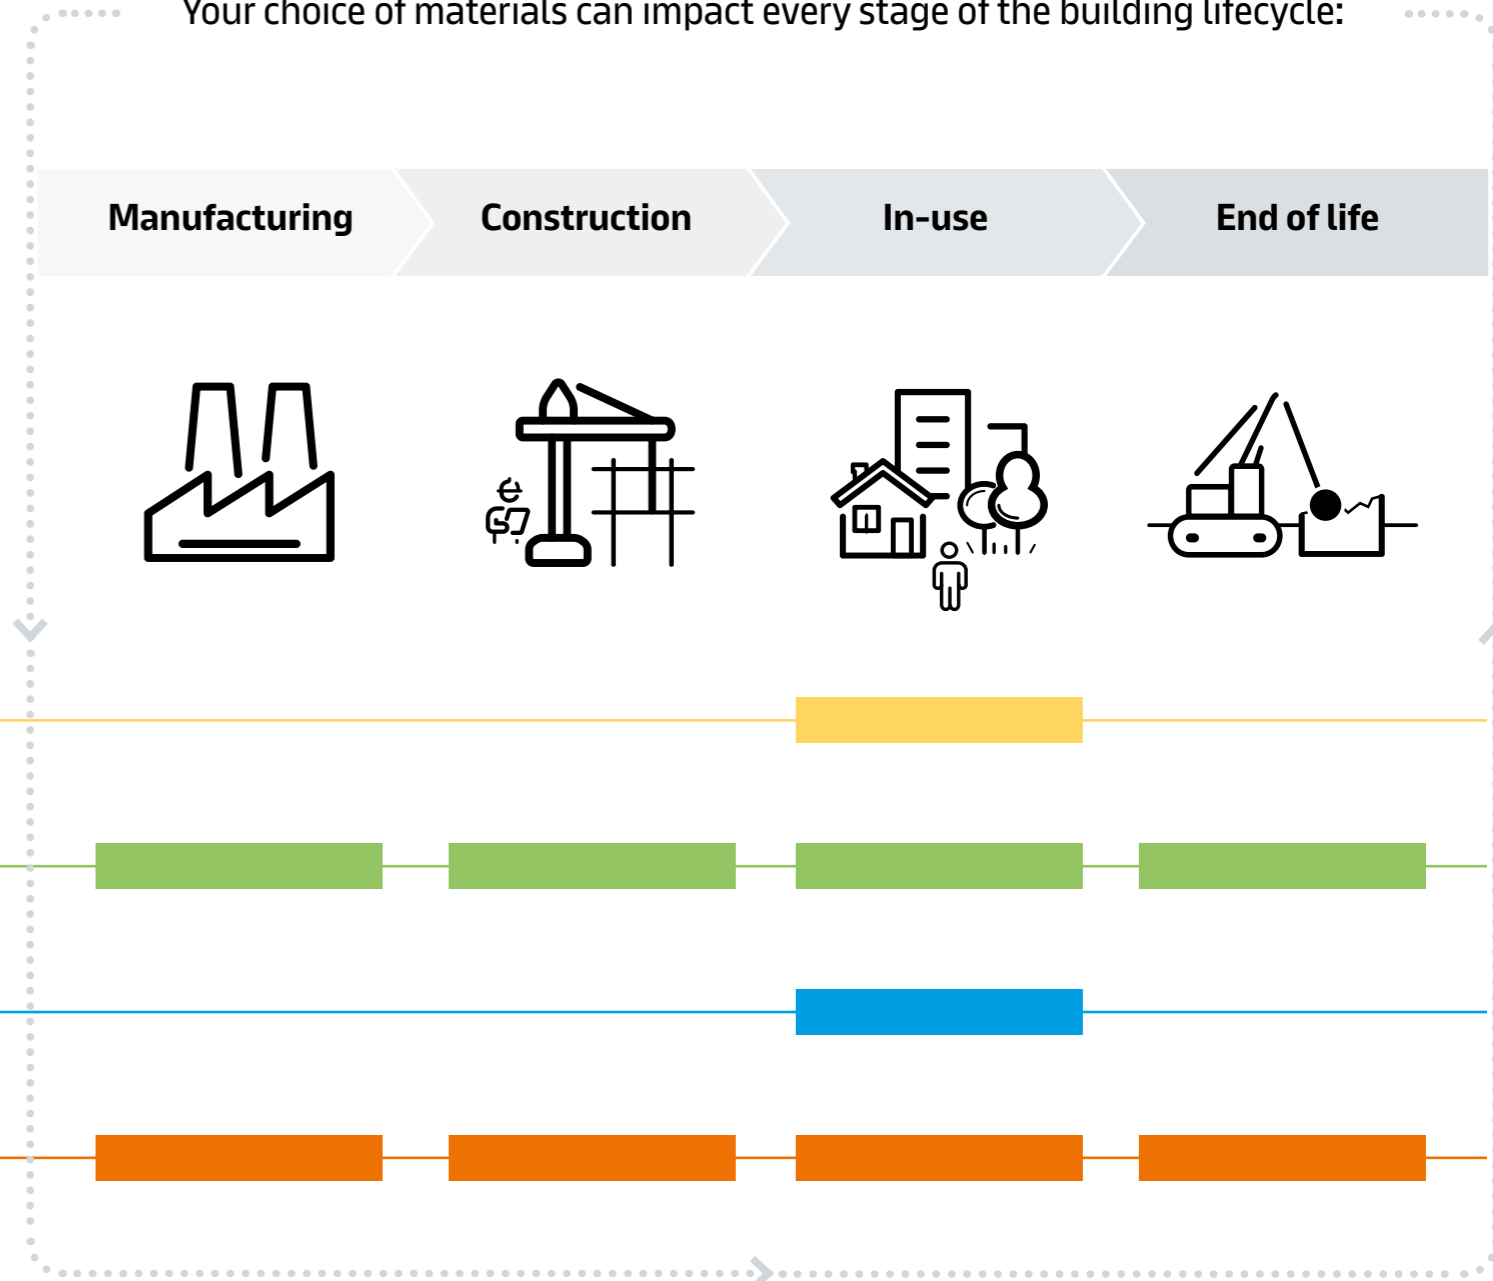 Your choice of materials can impact every stage of the building lifecycle:
Manufacturing
Construction
In-use
End of life